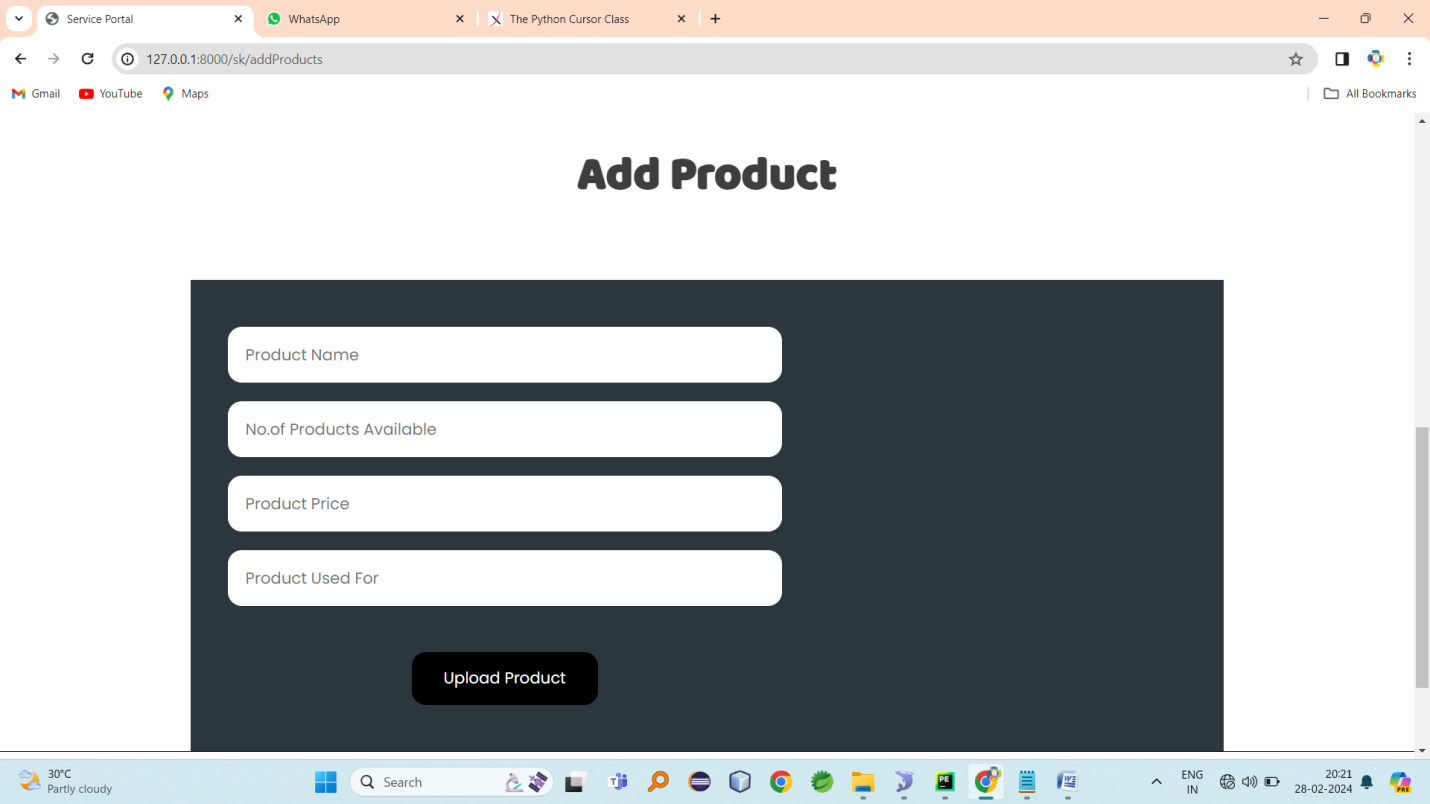 Service Portal
WhatsApp
The Python Cursor Class
127.0.0.1:8000/sk/addProducts
Gmail
YouTube
Maps
All Bookmarks
Add Product
Product Name
No.of Products Available
Product Price
Product Used For
Upload Product
30°C
Partly cloudy
Search
PE
PRE
ENG
IN
20:21
28-02-2024